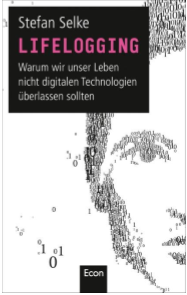 Stefan Selke
LIFELOGGING
Warum wir unser Leben
nicht digitalen Technologien
überlassen sollten
Econ